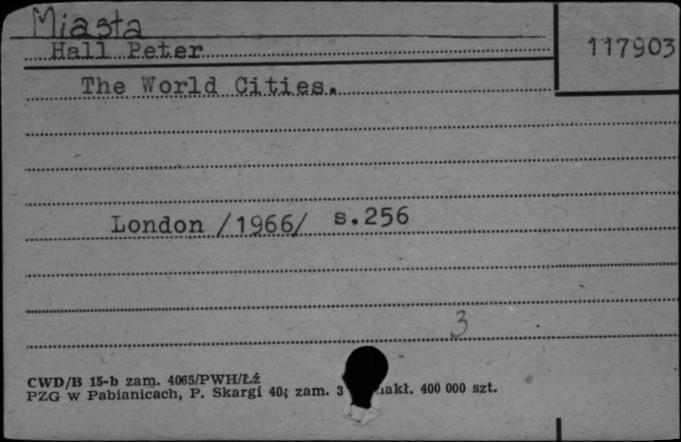 Miasta
Hall Peter
117903
The World Cities.
London /1966/ s.256
3
CWD/B 15-b zam. 4065/PWH/Łź
PZG w Pabianicach, P. Skargi 40; zam. 3 nakł. 400 000 szt.